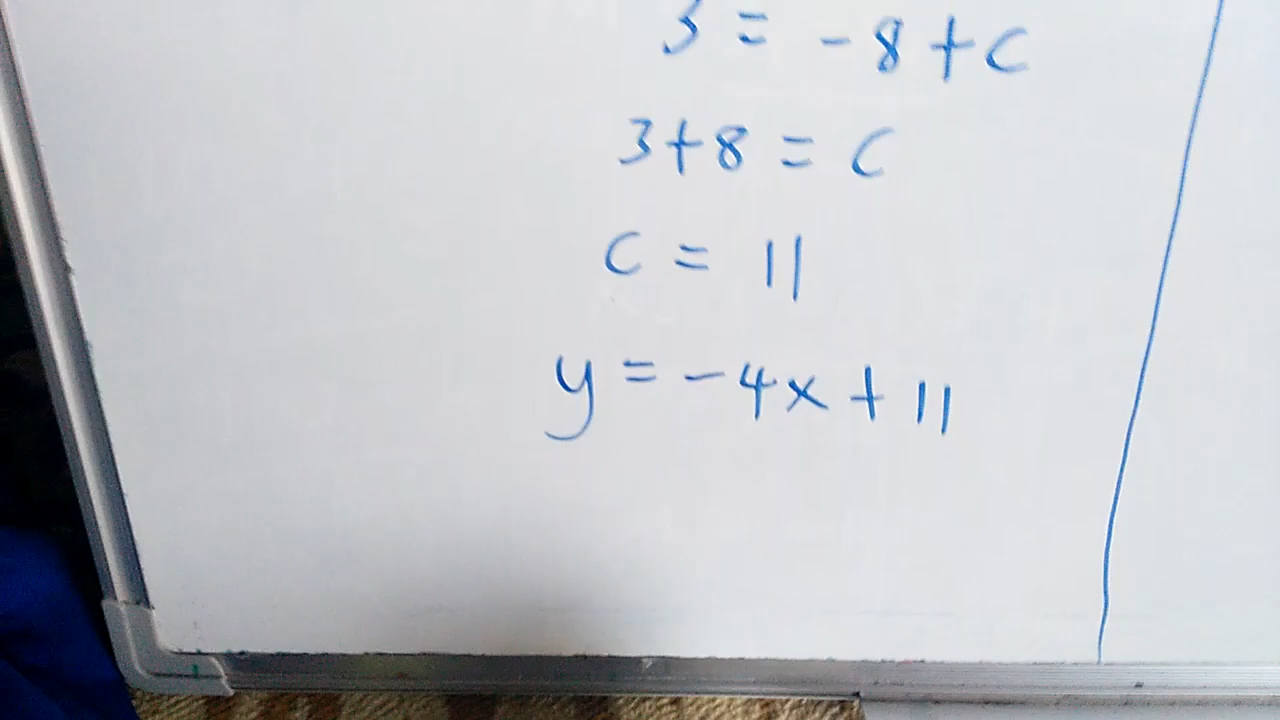 3 = -8 + c
3+8 = c
c = 11
y = -4x + 11